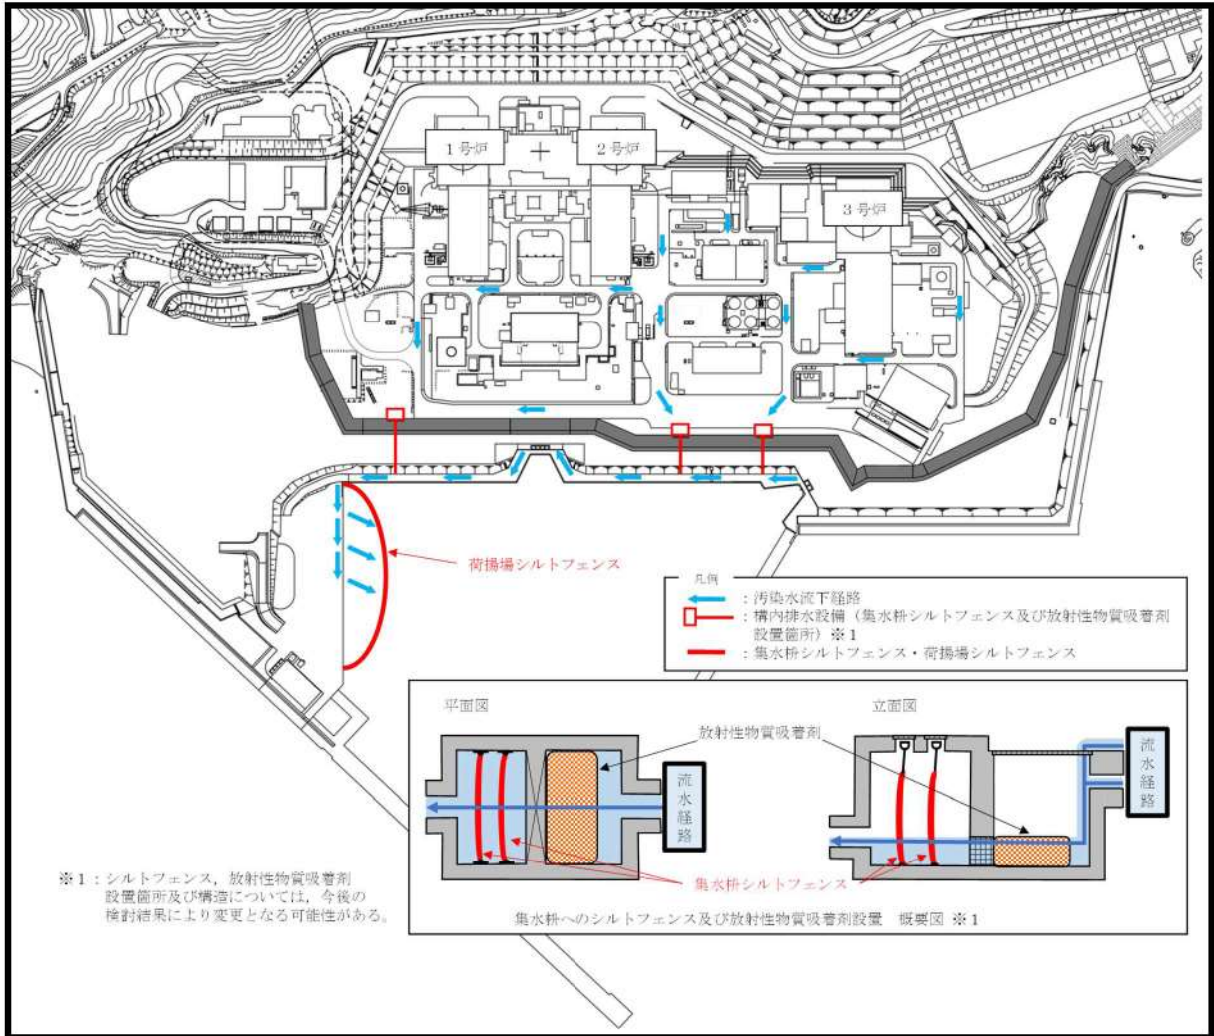 1号炉
2号炉
3号炉
荷揚場シルトフェンス
凡例
：汚染水流下経路
：構内排水設備（集水枡シルトフェンス及び放射性物質吸着剤
設置箇所）※１
：集水枡シルトフェンス・荷揚場シルトフェンス
平面図
立面図
放射性物質吸着剤
流水経路
流水経路
集水枡シルトフェンス
集水枡へのシルトフェンス及び放射性物質吸着剤設置　概要図 ※１
※１：シルトフェンス，放射性物質吸着剤
設置箇所及び構造については，今後の
検討結果により変更となる可能性がある。